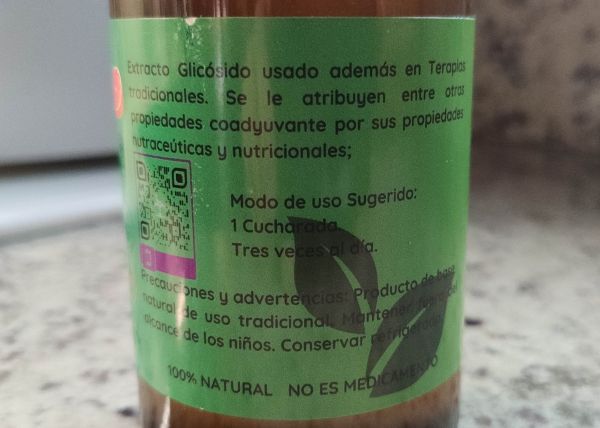 Extracto Glicósido usado además en Terapias
tradicionales. Se le atribuyen entre otras
propiedades coadyuvante por sus propiedades
nutraceúticas y nutricionales;
Modo de uso Sugerido:
1 Cucharada.
Tres veces al día.
Precauciones y advertencias: Producto de base
natural de uso tradicional. Mantener fuera del
alcance de los niños. Conservar refrigerado.
100% NATURAL NO ES MEDICAMENTO